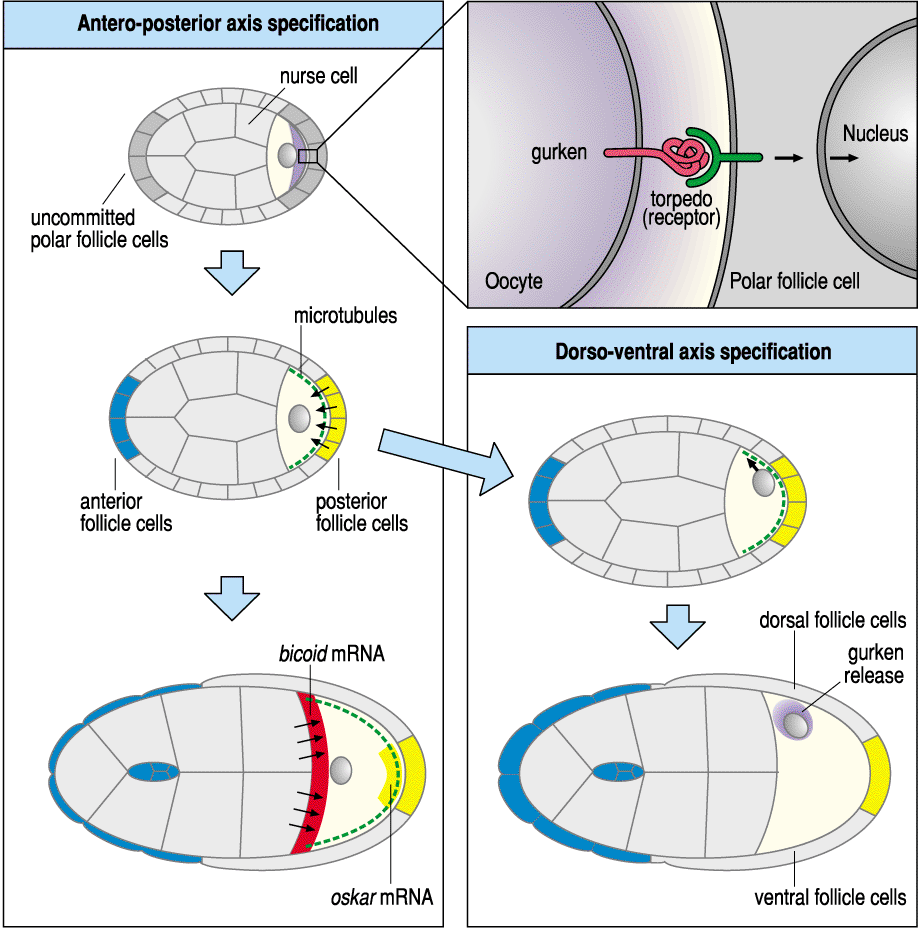 Antero-posterior axis specification
nurse cell
uncommitted
polar follicle cells
microtubules
anterior
follicle cells
posterior
follicle cells
bicoid mRNA
oskar mRNA
gurken
torpedo
(receptor)
Nucleus
Oocyte
Polar follicle cell
Dorso-ventral axis specification
dorsal follicle cells
gurken
release
ventral follicle cells